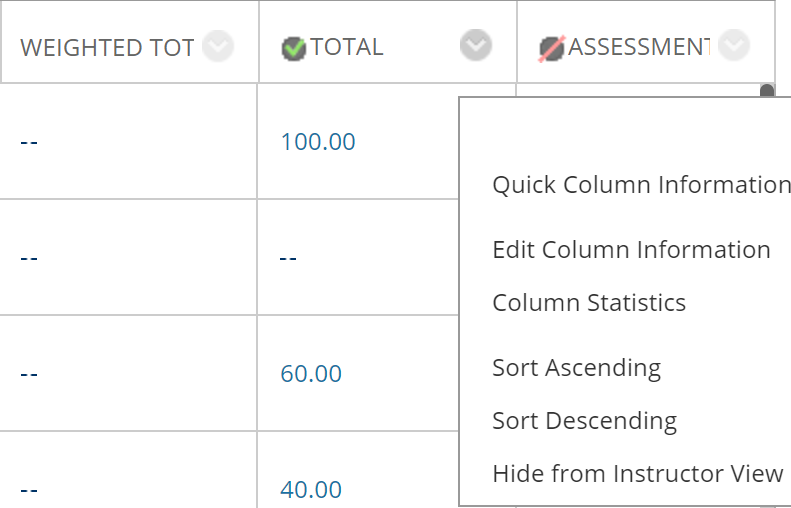 WEIGHTED TOT TOTAL ASSESSMENT
-- 100.00
-- --
-- 60.00
-- 40.00
Quick Column Information
Edit Column Information
Column Statistics
Sort Ascending
Sort Descending
Hide from Instructor View